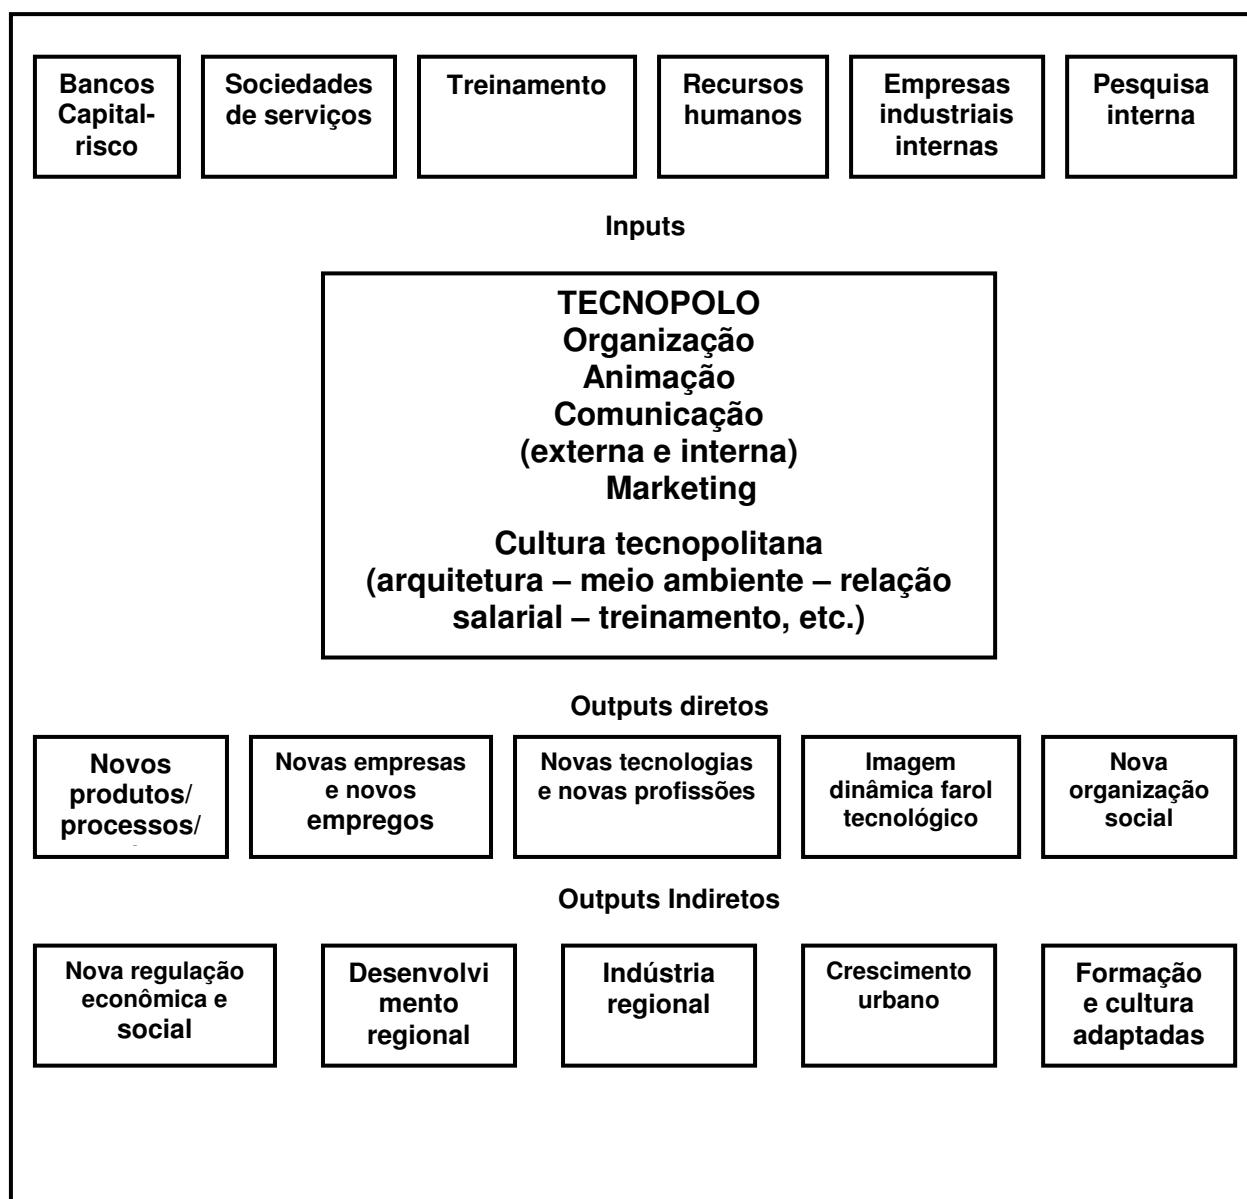 Bancos
Capital-
risco
Sociedades
de serviços
Treinamento
Recursos
humanos
Empresas
industriais
internas
Pesquisa
interna
Inputs
TECNOPOLO
Organização
Animação
Comunicação
(externa e interna)
Marketing
Cultura tecnopolitana
(arquitetura – meio ambiente – relação
salarial – treinamento, etc.)
Outputs diretos
Novos
produtos/
processos/
Novas empresas
e novos
empregos
Novas tecnologias
e novas profissões
Imagem
dinâmica farol
tecnológico
Nova
organização
social
Outputs Indiretos
Nova regulação
econômica e
social
Desenvolvi
mento
regional
Indústria
regional
Crescimento
urbano
Formação
e cultura
adaptadas